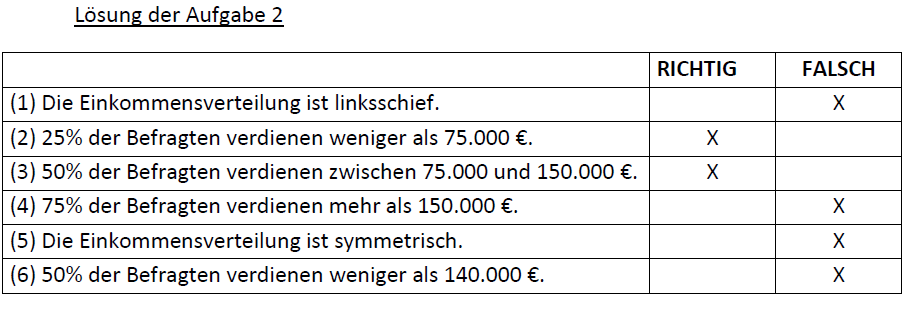 Lösung der Aufgabe 2
RICHTIG FALSCH
(1) Die Einkommensverteilung ist linksschief. X
(2) 25% der Befragten verdienen weniger als 75.000 €. X
(3) 50% der Befragten verdienen zwischen 75.000 und 150.000 €. X
(4) 75% der Befragten verdienen mehr als 150.000 €. X
(5) Die Einkommensverteilung ist symmetrisch. X
(6) 50% der Befragten verdienen weniger als 140.000 €. X